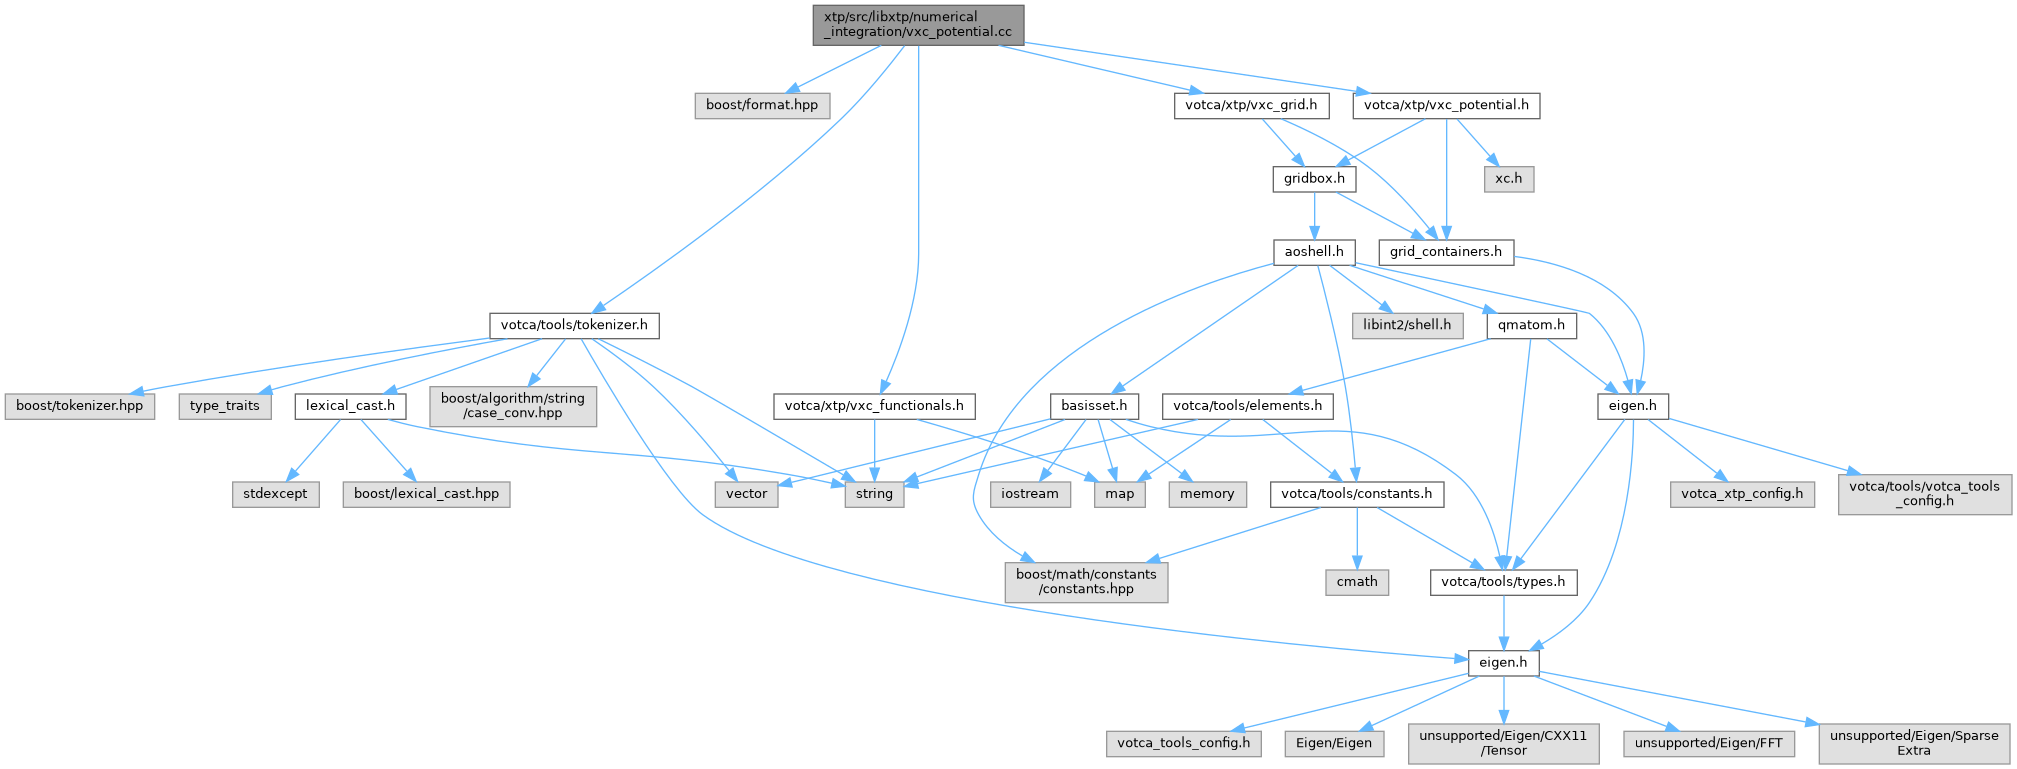 xtp/src/libxtp/numerical
_integration/vxc_potential.cc
boost/format.hpp
votca/xtp/vxc_grid.h
votca/xtp/vxc_potential.h
gridbox.h
xc.h
aoshell.h
grid_containers.h
votca/tools/tokenizer.h
libint2/shell.h
qmatom.h
boost/tokenizer.hpp
type_traits
lexical_cast.h
boost/algorithm/string
/case_conv.hpp
votca/xtp/vxc_functionals.h
basisset.h
votca/tools/elements.h
eigen.h
stdexcept
boost/lexical_cast.hpp
vector
string
iostream
map
memory
votca/tools/constants.h
votca_xtp_config.h
votca/tools/votca_tools
_config.h
boost/math/constants
/constants.hpp
cmath
votca/tools/types.h
eigen.h
votca_tools_config.h
Eigen/Eigen
unsupported/Eigen/CXX11
/Tensor
unsupported/Eigen/FFT
unsupported/Eigen/Sparse
Extra